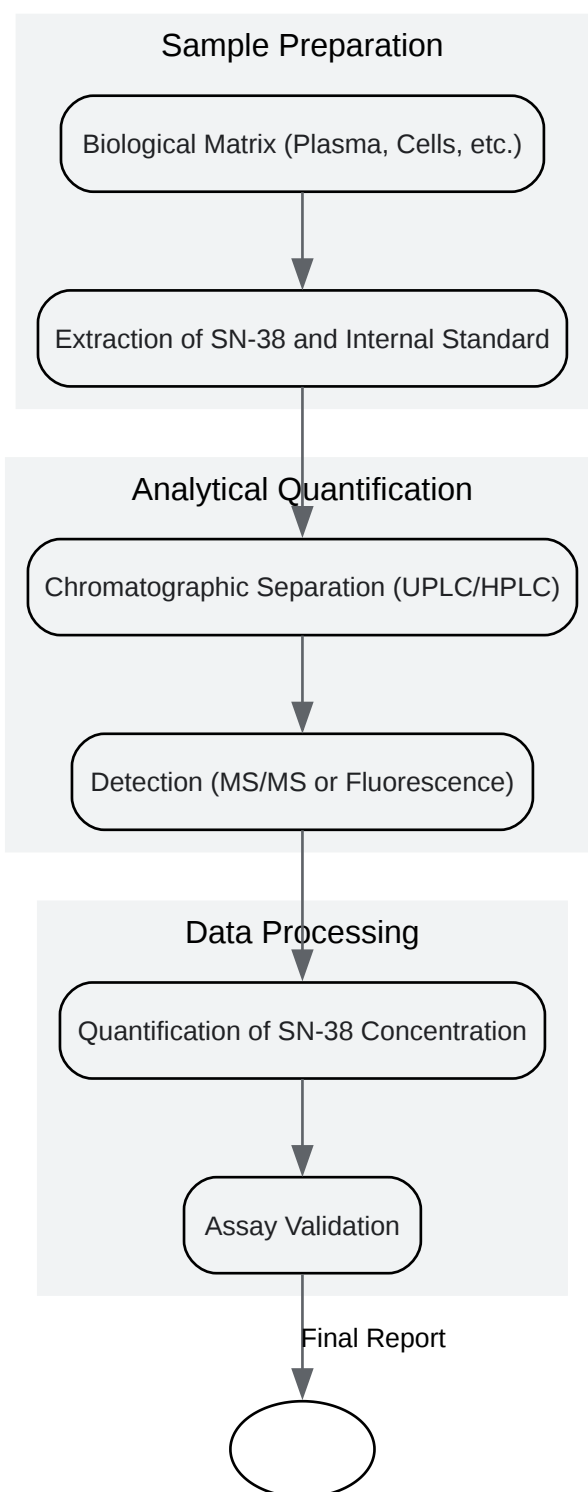 Sample Preparation
Biological Matrix (Plasma, Cells, etc.)
Extraction of SN-38 and Internal Standard
Analytical Quantification
Chromatographic Separation (UPLC/HPLC)
Detection (MS/MS or Fluorescence)
Data Processing
Quantification of SN-38 Concentration
Assay Validation
Final Report